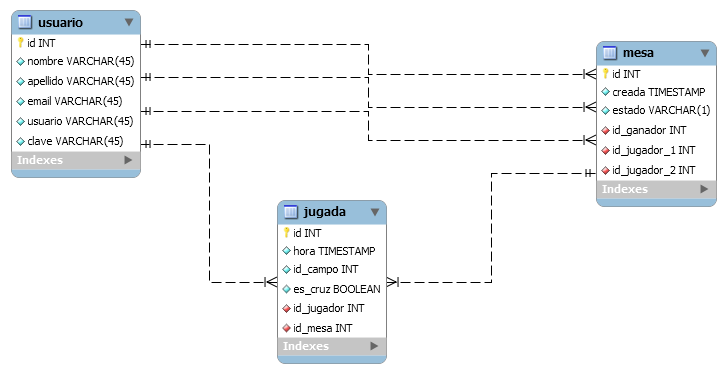 usuario
id INT
nombre VARCHAR(45)
apellido VARCHAR(45)
email VARCHAR(45)
usuario VARCHAR(45)
clave VARCHAR(45)
Indexes
mesa
id INT
creada TIMESTAMP
estado VARCHAR(1)
id_ganador INT
id_jugador_1 INT
id_jugador_2 INT
Indexes
jugada
id INT
hora TIMESTAMP
id_campo INT
es_cruz BOOLEAN
id_jugador INT
id_mesa INT
Indexes